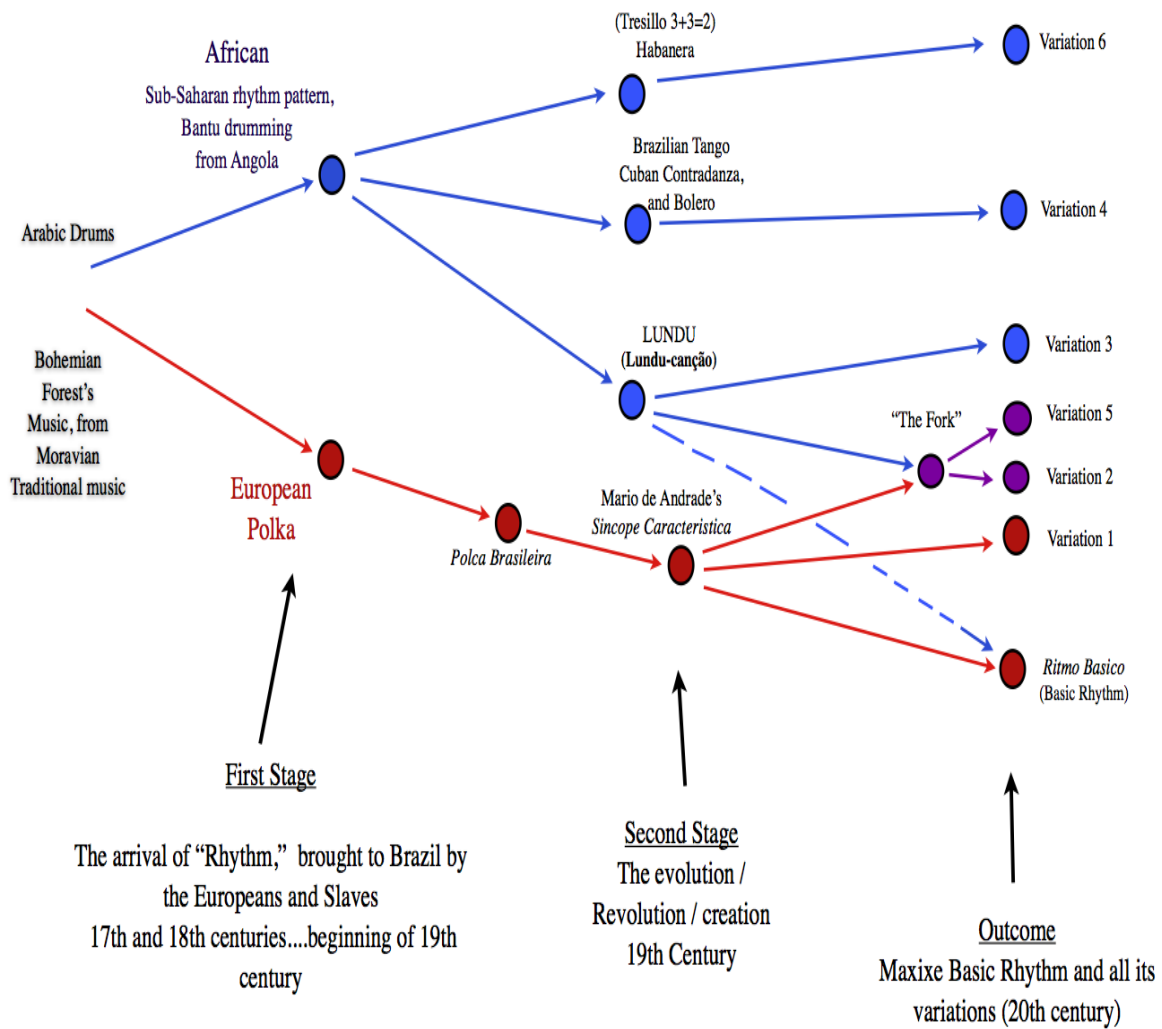 (Tresillo 3+3=2)
Habanera
Variation 6
African
Sub-Saharan rhythm pattern,
Bantu drumming
from Angola
Brazilian Tango
Cuban Contradanza,
and Bolero
Variation 4
Arabic Drums
LUNDU
(Lundu-canção)
Variation 3
Bohemian
Forest's
Music, from
Moravian
Traditional music
"The Fork"
Variation 5
Variation 2
European
Polka
Mario de Andrade's
Sincope Caracteristica
Polca Brasileira
Variation 1
Ritmo Basico
(Basic Rhythm)
First Stage
The arrival of "Rhythm,"  brought to Brazil by
the Europeans and Slaves
17th and 18th centuries....beginning of 19th
century
Second Stage
The evolution /
Revolution / creation
19th Century
Outcome
Maxixe Basic Rhythm and all its
variations (20th century)